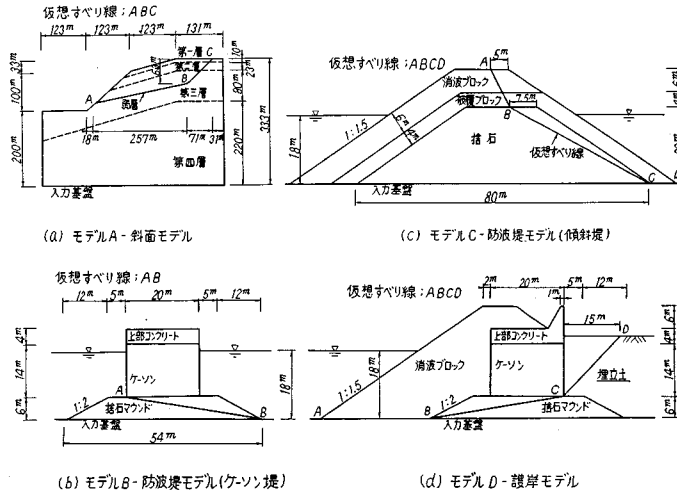 仮想すべり線；ABC
123m 123m 123m 131m
33m
100m
200m
第一層 C
第二層
63m
B
第三層
A
弱層
18m 257m 71m 31m
第四層
入力基盤
10m
23m
80m
220m
333m
(a) モデルA-斜面モデル
仮想すべり線；ABCD
A 5m
消波ブロック
被覆ブロック 7.5m
B
1:1.5
6m 4m
捨石
仮想すべり線
18m
入力基盤
C D
80m
(c) モデルC-防波堤モデル(傾斜堤)
仮想すべり線；AB
12m 5m 20m 5m 12m
上部コンクリート
ケーソン
4m
14m
6m
18m
A
1:2
捨石マウンド
B
入力基盤
54m
(b) モデルB-防波堤モデル(ケーソン堤)
仮想すべり線；ABCD
2m 20m 5m 12m
1m
15m
D
上部コンクリート
18m
消波ブロック
ケーソン
埋立土
1:1.5
1:2
C
捨石マウンド
A B
入力基盤
6m
4m
14m
6m
(d) モデルD-護岸モデル